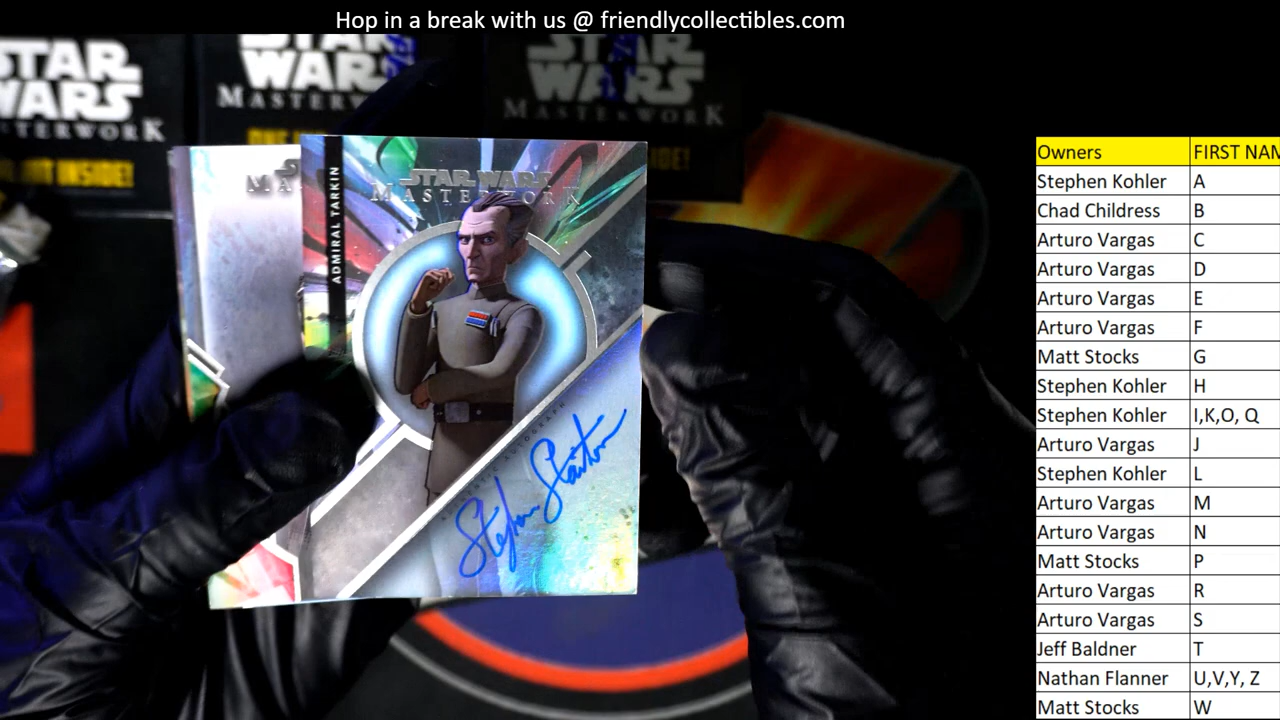 Hop in a break with us @ friendlycollectibles.com
STAR
WARS
STAR
WARS
MASTERWORK
STAR
WARS
MASTERWORK
STAR WARS
MASTERWORK
ADMIRAL TARKIN
Stephen Stanton
Owners
Stephen Kohler A
Chad Childress B
Arturo Vargas C
Arturo Vargas D
Arturo Vargas E
Arturo Vargas F
Matt Stocks G
Stephen Kohler H
Stephen Kohler I,K,O, Q
Arturo Vargas J
Stephen Kohler L
Arturo Vargas M
Arturo Vargas N
Matt Stocks P
Arturo Vargas R
Arturo Vargas S
Jeff Baldner T
Nathan Flanner U,V,Y, Z
Matt Stocks W